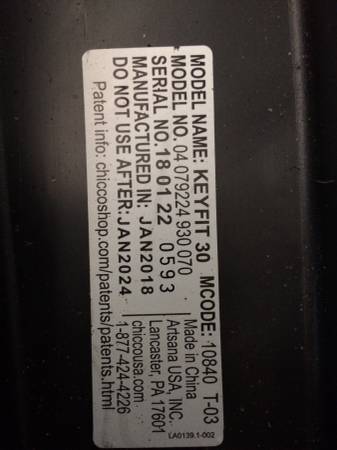 MODEL NAME: KEYFIT 30 MCODE: 10840 T-03
MODEL NO. 04 079224 930 070
SERIAL NO. 18 01 22 0593
MANUFACTURED IN: JAN2018
DO NOT USE AFTER: JAN2024
Patent info: chiccoshop.com/patents/patents.html
Made in China
Artsana USA, INC.
Lancaster, PA 17601
chiccousa.com
1-877-424-4226
LA0139.1-002